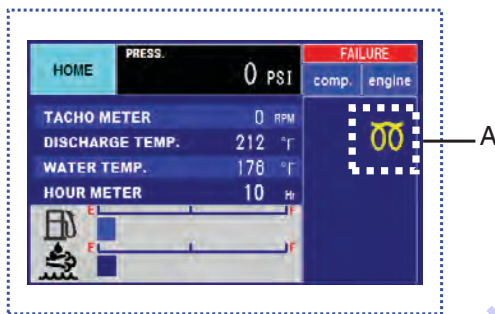 HOME
PRESS.
0 PSI
FAILURE
comp. engine
TACHO METER 0 RPM
DISCHARGE TEMP. 212 °F
WATER TEMP. 176 °F
HOUR METER 10 Hr
E F
E F
A